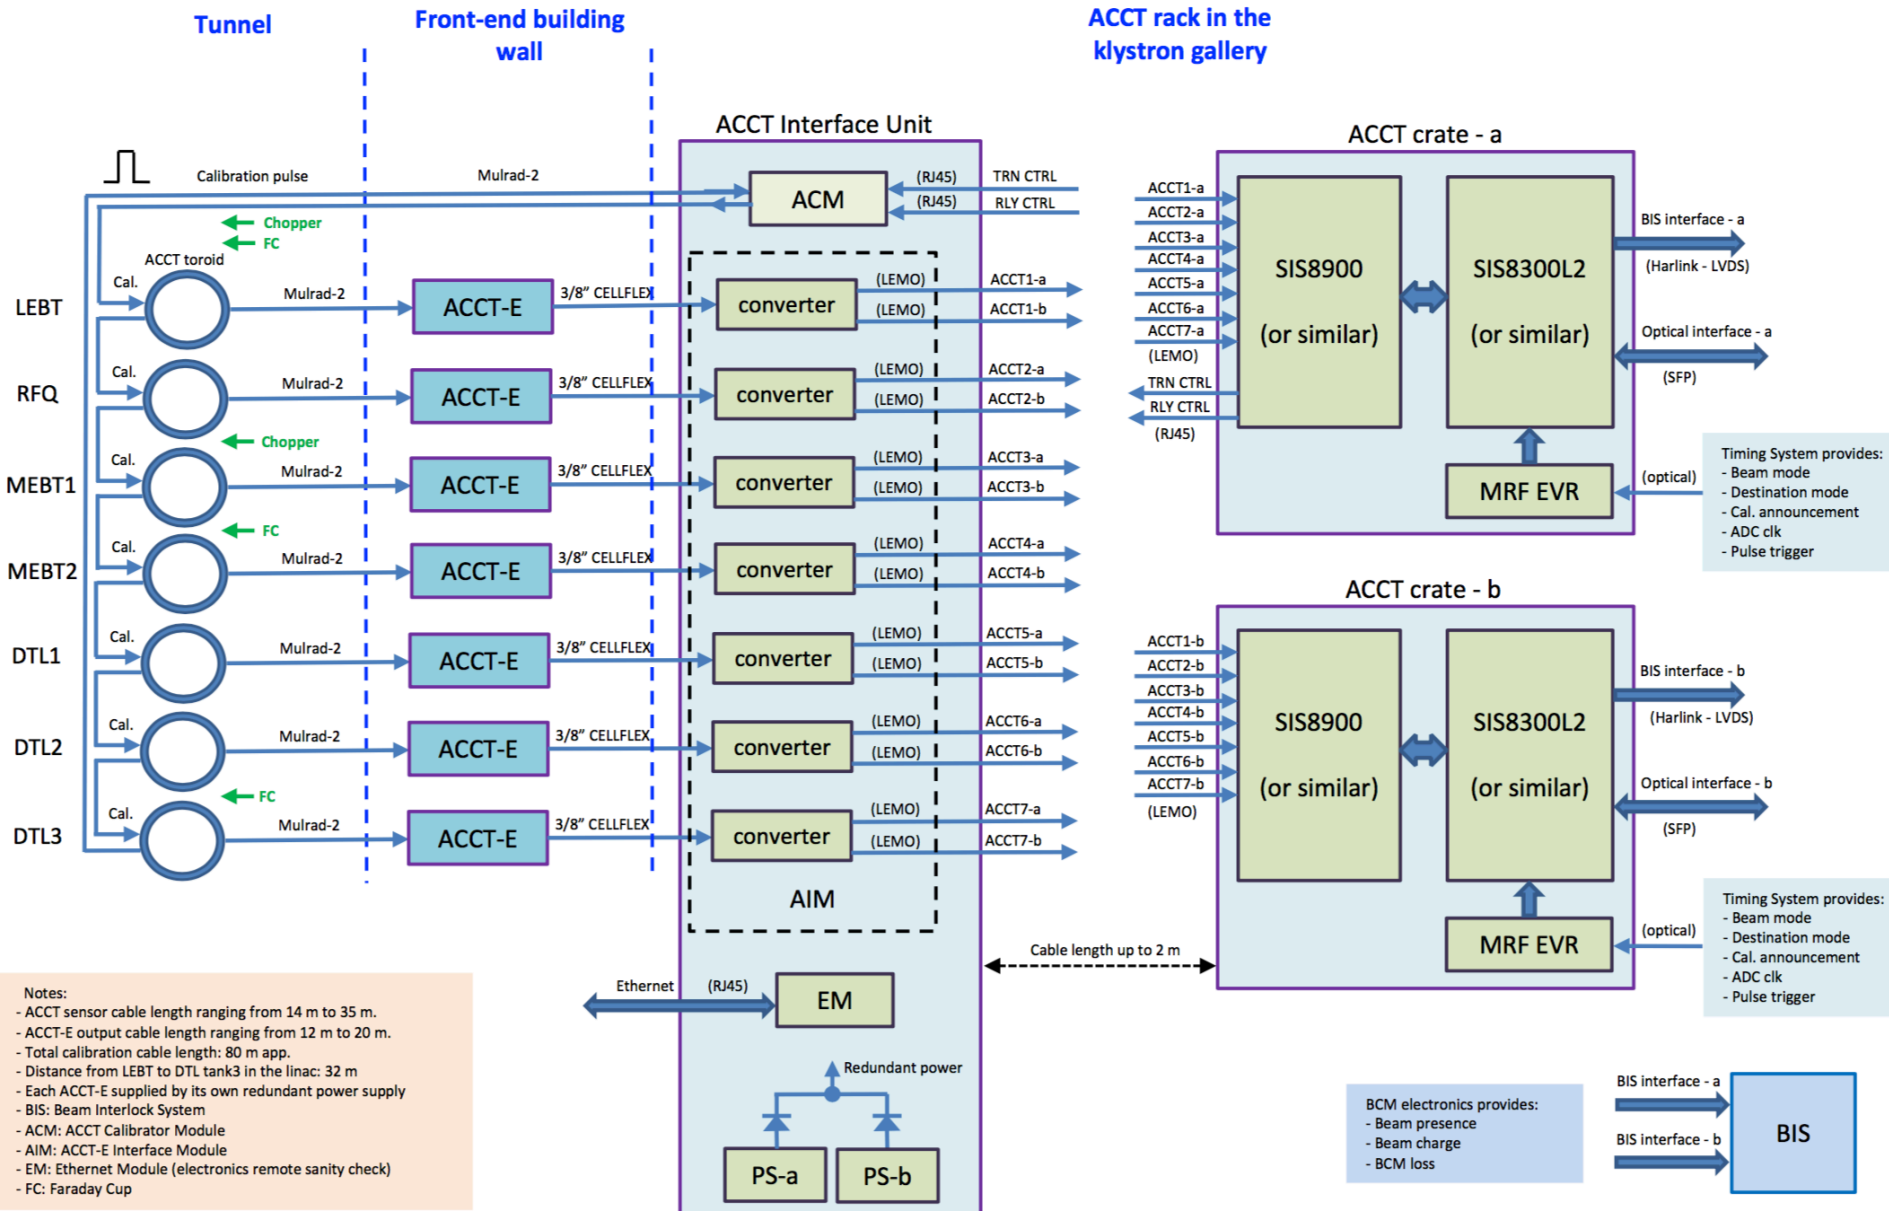 Tunnel
Front-end building
wall
ACCT rack in the
klystron gallery
ACCT Interface Unit
Calibration pulse
Mulrad-2
ACM
(RJ45)
TRN CTRL
(RJ45)
RLY CTRL
Chopper
FC
ACCT toroid
LEBT
Cal.
Mulrad-2
ACCT-E
3/8” CELLFLEX
converter
(LEMO)
ACCT1-a
(LEMO)
ACCT1-b
RFQ
Cal.
Mulrad-2
ACCT-E
3/8” CELLFLEX
converter
(LEMO)
ACCT2-a
(LEMO)
ACCT2-b
Chopper
MEBT1
Cal.
Mulrad-2
ACCT-E
3/8” CELLFLEX
converter
(LEMO)
ACCT3-a
(LEMO)
ACCT3-b
FC
MEBT2
Cal.
Mulrad-2
ACCT-E
3/8” CELLFLEX
converter
(LEMO)
ACCT4-a
(LEMO)
ACCT4-b
DTL1
Cal.
Mulrad-2
ACCT-E
3/8” CELLFLEX
converter
(LEMO)
ACCT5-a
(LEMO)
ACCT5-b
DTL2
Cal.
Mulrad-2
ACCT-E
3/8” CELLFLEX
converter
(LEMO)
ACCT6-a
(LEMO)
ACCT6-b
FC
DTL3
Cal.
Mulrad-2
ACCT-E
3/8” CELLFLEX
converter
(LEMO)
ACCT7-a
(LEMO)
ACCT7-b
AIM
Cable length up to 2 m
Ethernet
(RJ45)
EM
Redundant power
PS-a
PS-b
ACCT crate - a
ACCT1-a
ACCT2-a
ACCT3-a
ACCT4-a
ACCT5-a
ACCT6-a
ACCT7-a
(LEMO)
TRN CTRL
RLY CTRL
(RJ45)
SIS8900
(or similar)
SIS8300L2
(or similar)
BIS interface - a
(Harlink - LVDS)
Optical interface - a
(SFP)
MRF EVR
(optical)
Timing System provides:
- Beam mode
- Destination mode
- Cal. announcement
- ADC clk
- Pulse trigger
ACCT crate - b
ACCT1-b
ACCT2-b
ACCT3-b
ACCT4-b
ACCT5-b
ACCT6-b
ACCT7-b
(LEMO)
SIS8900
(or similar)
SIS8300L2
(or similar)
BIS interface - b
(Harlink - LVDS)
Optical interface - b
(SFP)
MRF EVR
(optical)
Timing System provides:
- Beam mode
- Destination mode
- Cal. announcement
- ADC clk
- Pulse trigger
Notes:
- ACCT sensor cable length ranging from 14 m to 35 m.
- ACCT-E output cable length ranging from 12 m to 20 m.
- Total calibration cable length: 80 m app.
- Distance from LEBT to DTL tank3 in the linac: 32 m
- Each ACCT-E supplied by its own redundant power supply
- BIS: Beam Interlock System
- ACM: ACCT Calibrator Module
- AIM: ACCT-E Interface Module
- EM: Ethernet Module (electronics remote sanity check)
- FC: Faraday Cup
BCM electronics provides:
- Beam presence
- Beam charge
- BCM loss
BIS interface - a
BIS interface - b
BIS